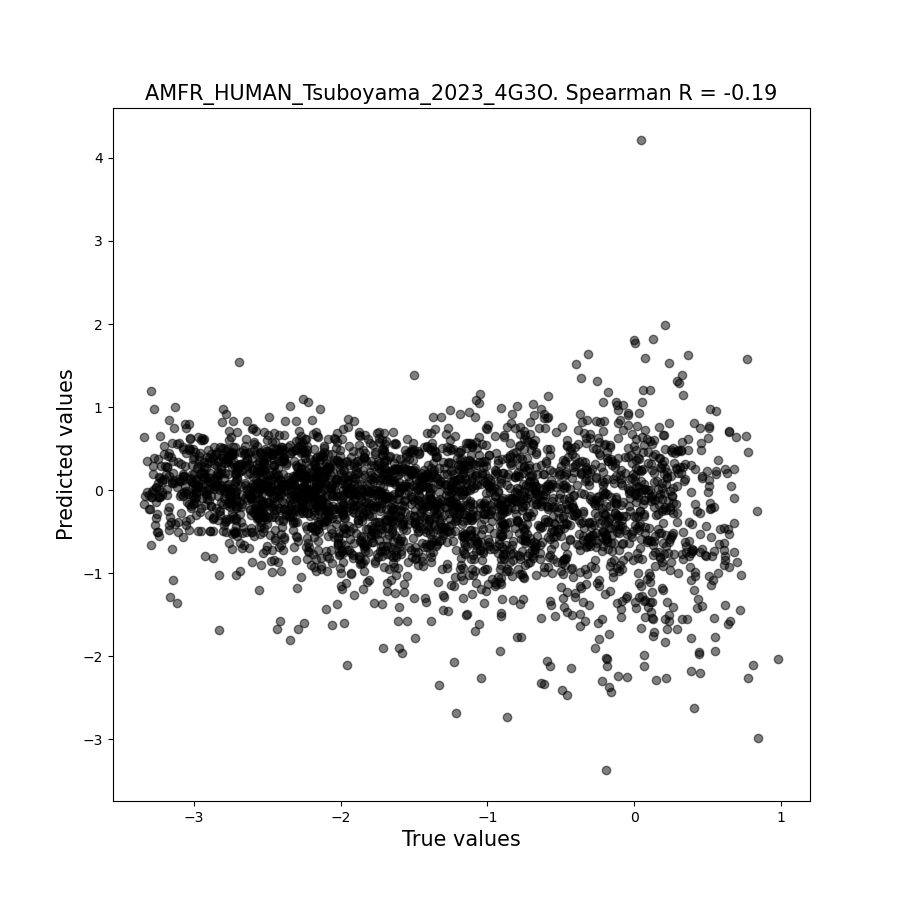 AMFR_HUMAN_Tsuboyama_2023_4G3O. Spearman R = -0.19
4
3
2
1
0
−1
−2
−3
Predicted values
−3 −2 −1 0 1
True values